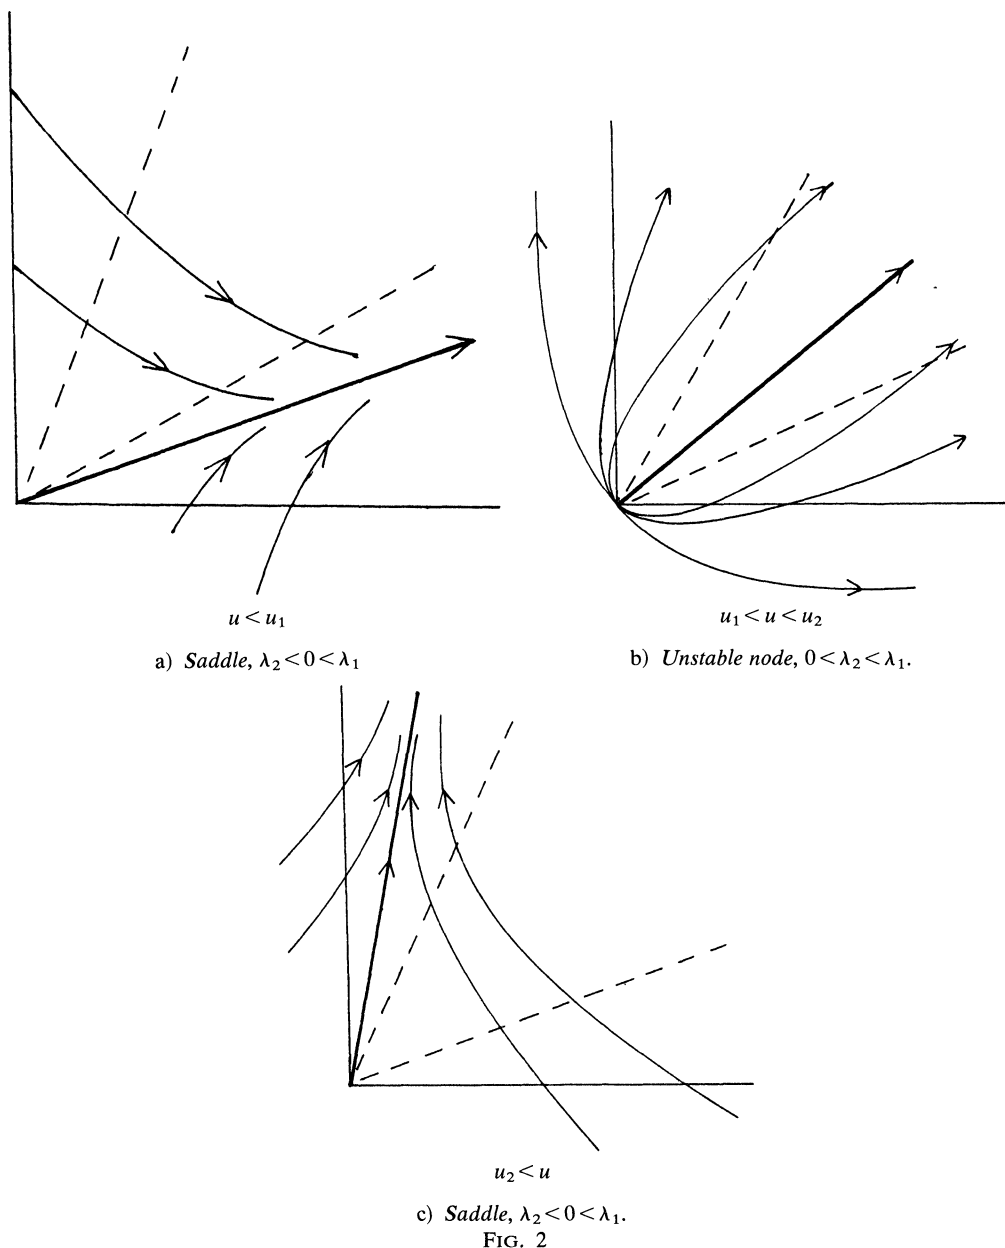 u < u₁
a) Saddle, λ₂<0<λ₁
u₁ < u < u₂
b) Unstable node, 0<λ₂<λ₁.
u₂ < u
c) Saddle, λ₂<0<λ₁.
FIG. 2